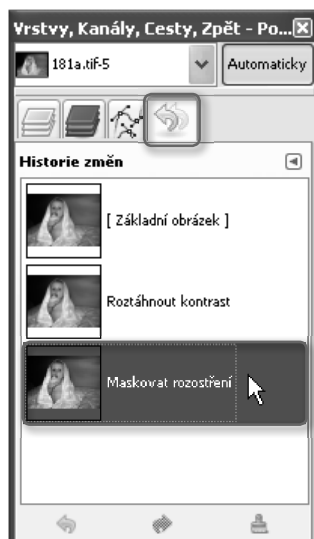 Vrstvy, Kanály, Cesty, Zpět - Po...
181a.tif-5
Automaticky
Historie změn
[ Základní obrázek ]
Roztáhnout kontrast
Maskovat rozostření